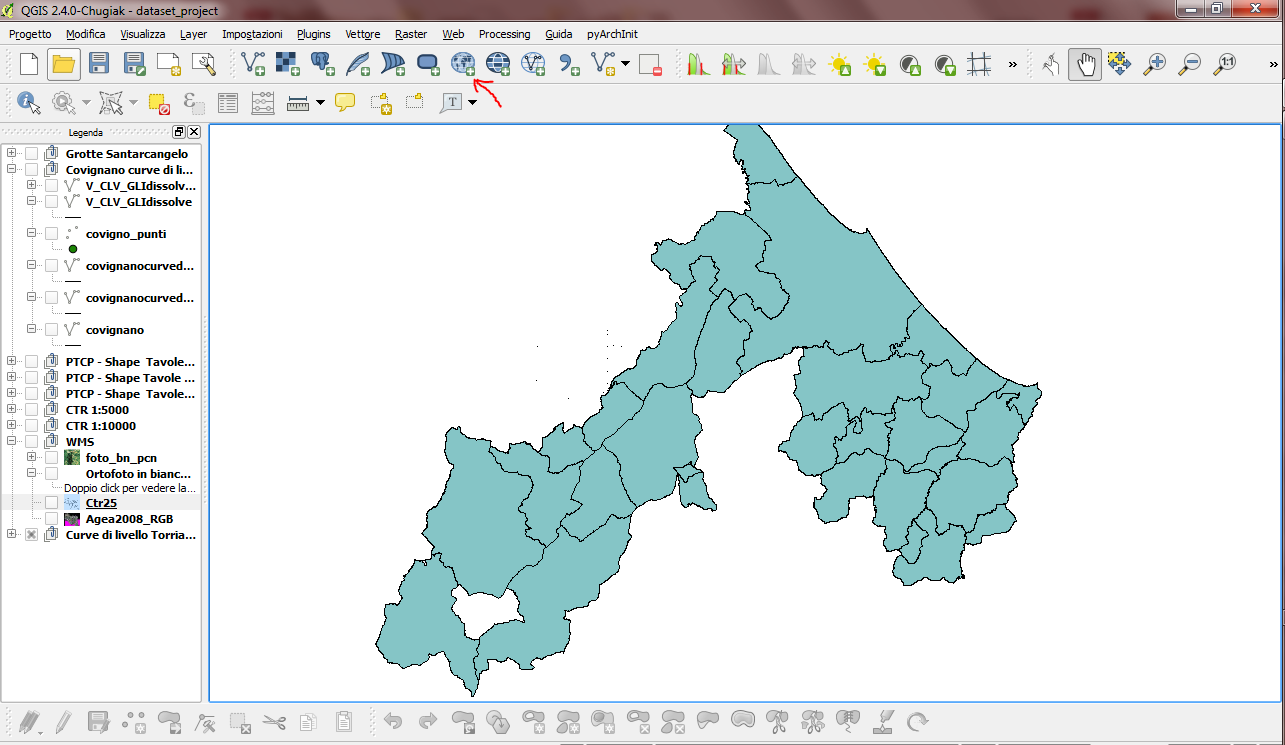 QGIS 2.4.0-Chugiak - dataset_project
Progetto Modifica Visualizza Layer Impostazioni Plugins Vettore Raster Web Processing Guida pyArchInit
1:1
T
Legenda
Grotte Santarcangelo
Covignano curve di li...
V_CLV_GLIdissolv...
V_CLV_GLIdissolve
covigno_punti
covignanocurved...
covignanocurved...
covignano
PTCP - Shape Tavole...
PTCP - Shape Tavole ...
PTCP - Shape Tavole...
CTR 1:5000
CTR 1:10000
WMS
foto_bn_pcn
Ortofoto in bianc...
Doppio click per vedere la...
Ctr25
Agea2008_RGB
Curve di livello Torria...